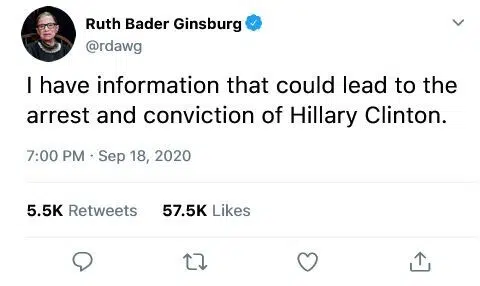 Ruth Bader Ginsburg
@rdawg
I have information that could lead to the
arrest and conviction of Hillary Clinton.
7:00 PM · Sep 18, 2020
5.5K Retweets 57.5K Likes